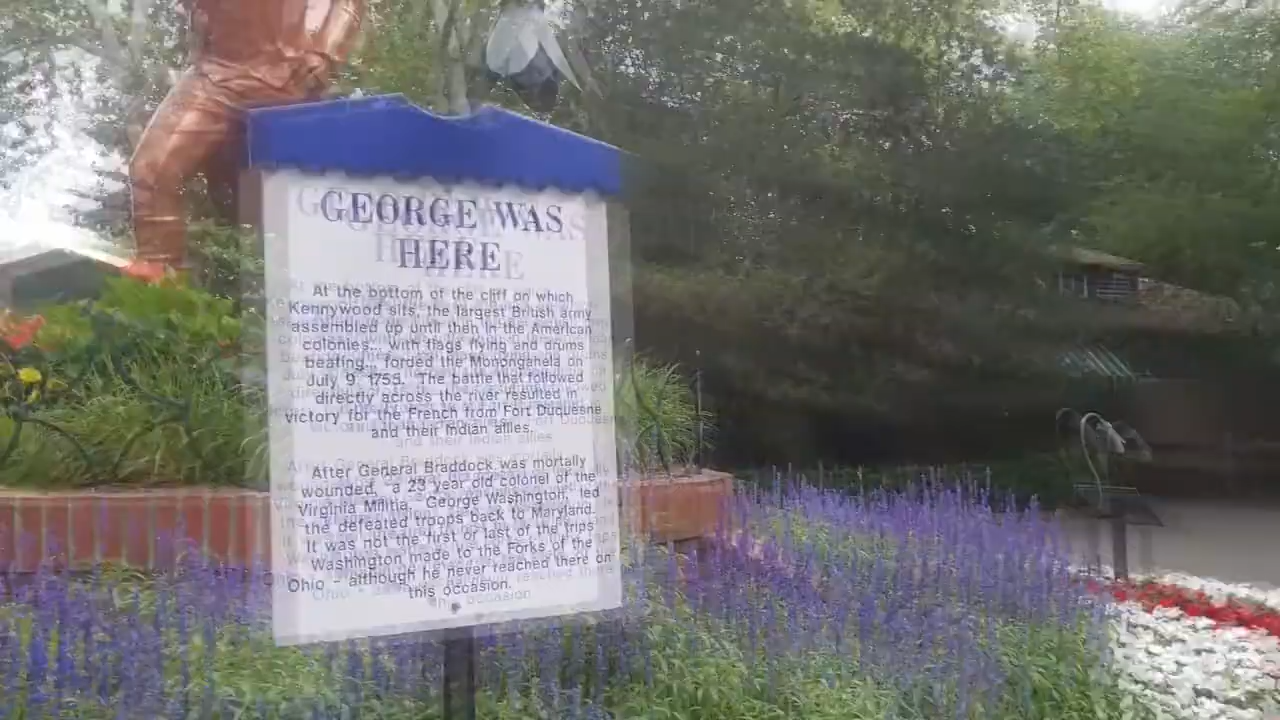 GEORGE WAS
HERE
At the bottom of the cliff on which
Kennywood sits, the largest British army
assembled up until then in the American
colonies... with flags flying and drums
beating... forded the Monongahela on
July 9, 1755. The battle that followed
directly across the river resulted in
victory for the French from Fort Duquesne
and their Indian allies.
After General Braddock was mortally
wounded, a 23 year old colonel of the
Virginia Militia, George Washington, led
the defeated troops back to Maryland.
It was not the first or last of the trips
Washington made to the Forks of the
Ohio - although he never reached there on
this occasion.